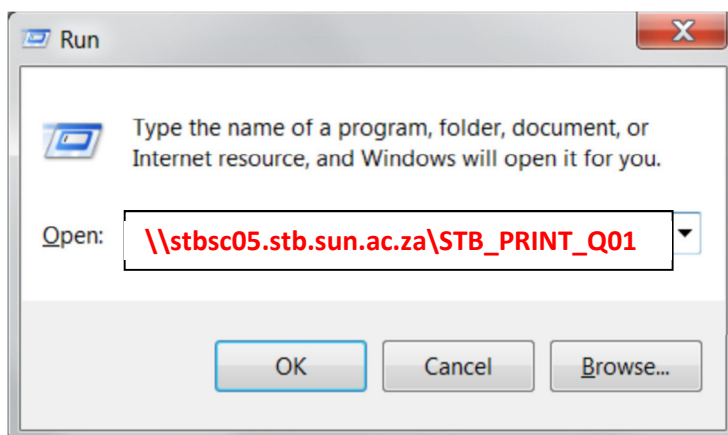 Run
Type the name of a program, folder, document, or
Internet resource, and Windows will open it for you.
Open: \\stbsc05.stb.sun.ac.za\STB_PRINT_Q01
OK Cancel Browse...